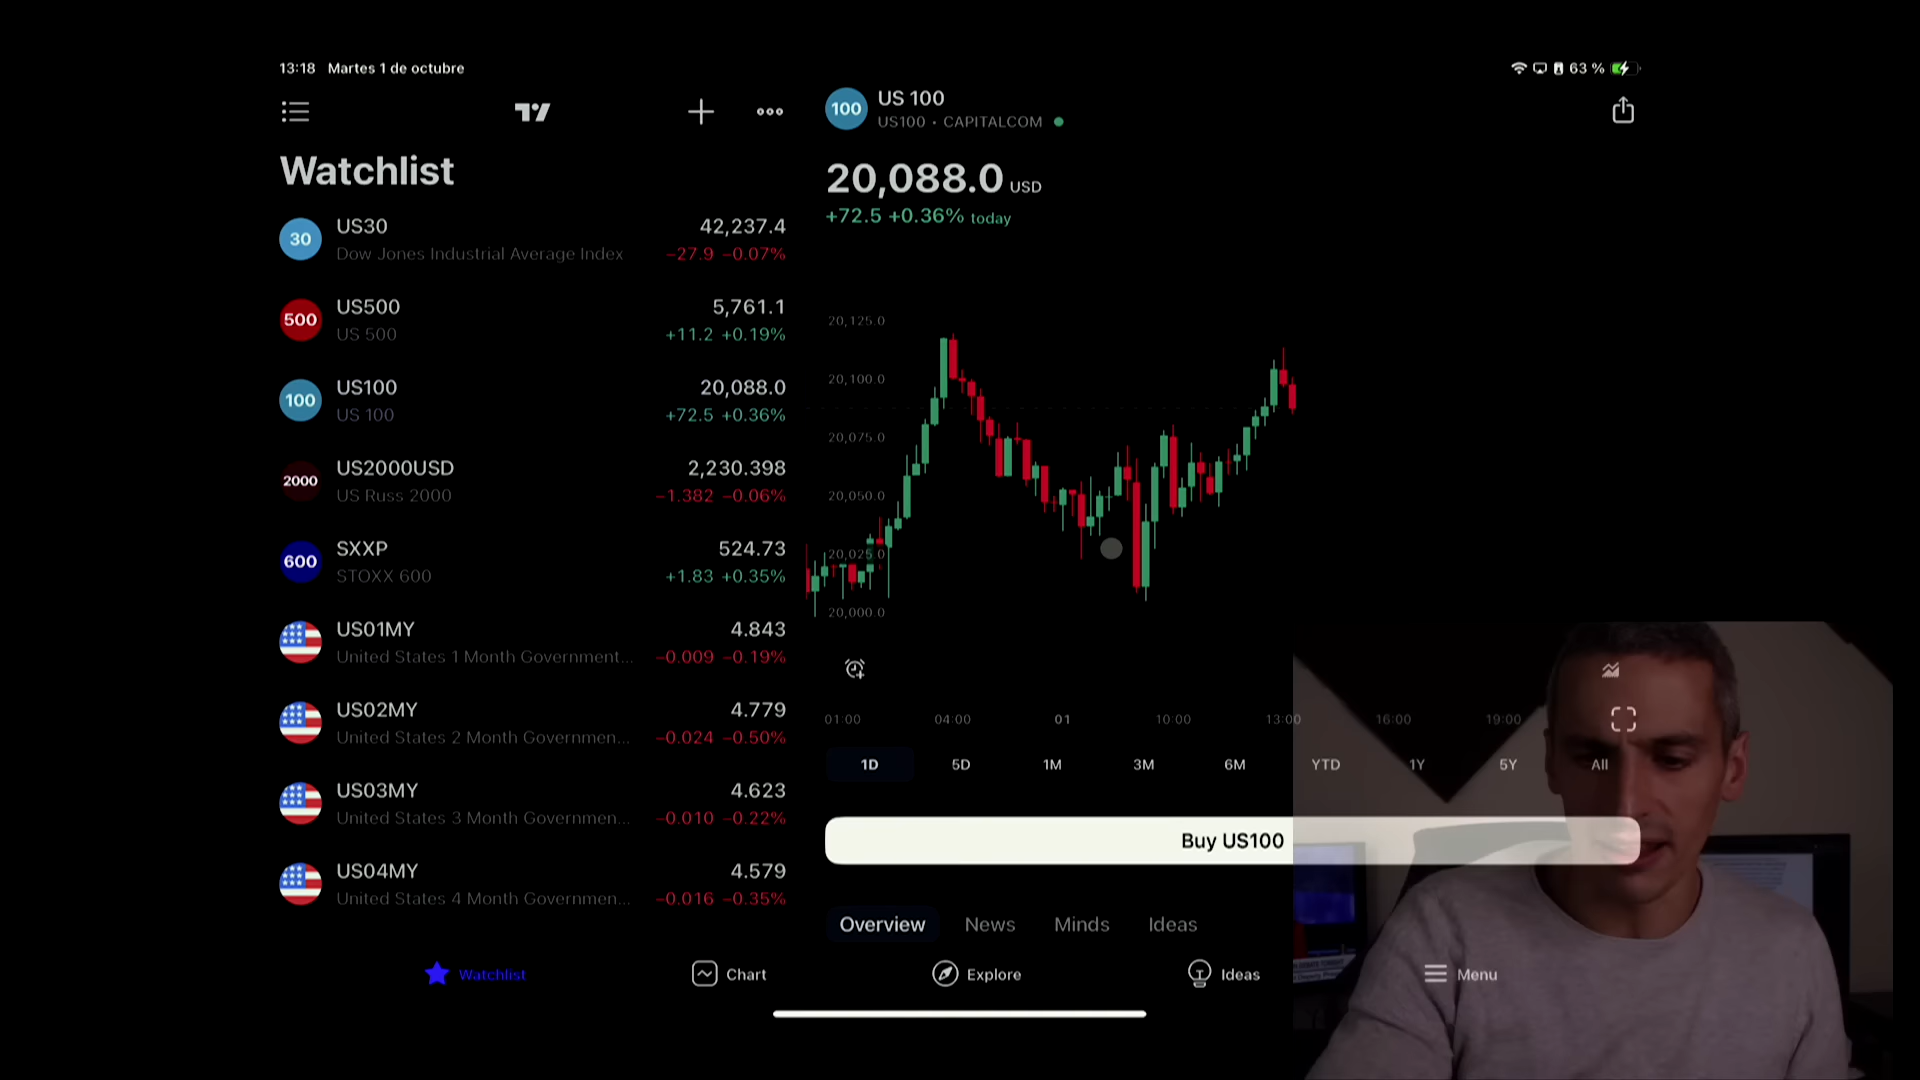 13:18 Martes 1 de octubre
63 %
Watchlist
30 US30 42,237.4
Dow Jones Industrial Average Index −27.9 −0.07%
500 US500 5,761.1
US 500 +11.2 +0.19%
100 US100 20,088.0
US 100 +72.5 +0.36%
2000 US2000USD 2,230.398
US Russ 2000 −1.382 −0.06%
600 SXXP 524.73
STOXX 600 +1.83 +0.35%
US01MY 4.843
United States 1 Month Government... −0.009 −0.19%
US02MY 4.779
United States 2 Month Governmen... −0.024 −0.50%
US03MY 4.623
United States 3 Month Governmen... −0.010 −0.22%
US04MY 4.579
United States 4 Month Governmen... −0.016 −0.35%
100 US 100
US100 • CAPITALCOM
20,088.0 USD
+72.5 +0.36% today
20,125.0
20,100.0
20,075.0
20,050.0
20,025.0
20,000.0
01:00 04:00 01 10:00 13:00 16:00 19:00
1D 5D 1M 3M 6M YTD 1Y 5Y All
Buy US100
Overview News Minds Ideas
Watchlist Chart Explore Ideas Menu